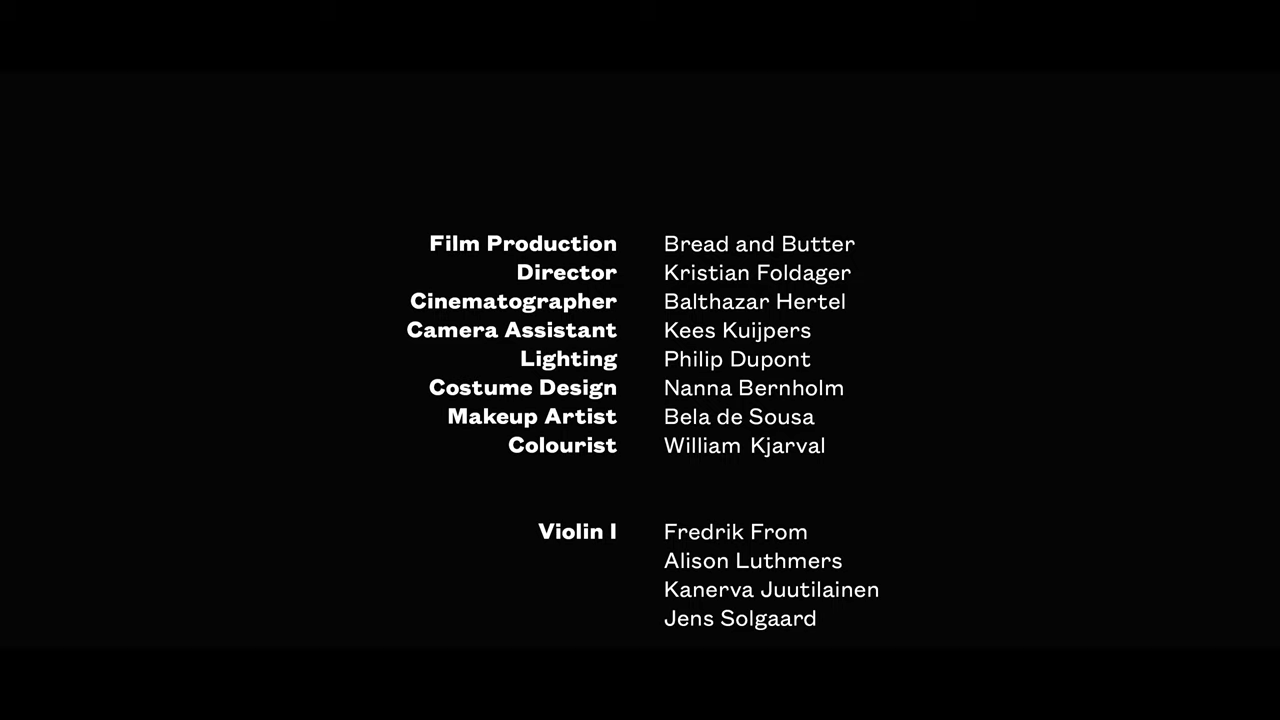 Film Production Bread and Butter
Director Kristian Foldager
Cinematographer Balthazar Hertel
Camera Assistant Kees Kuijpers
Lighting Philip Dupont
Costume Design Nanna Bernholm
Makeup Artist Bela de Sousa
Colourist William Kjarval
Violin I Fredrik From
Alison Luthmers
Kanerva Juutilainen
Jens Solgaard